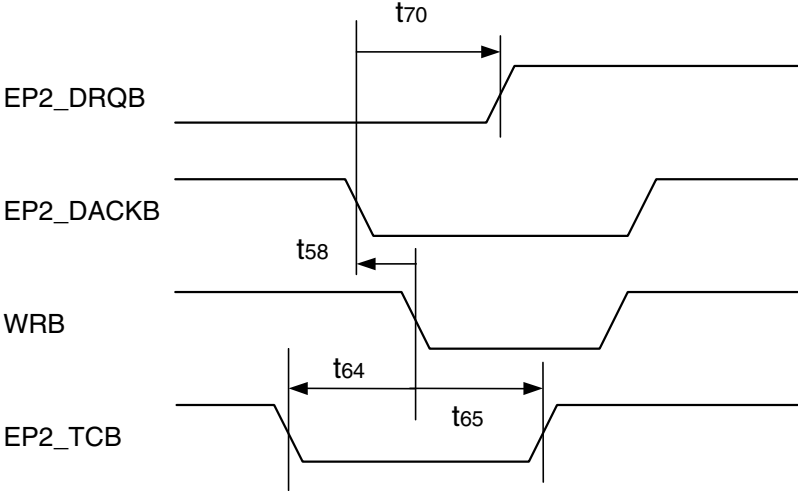 t70
EP2_DRQB
EP2_DACKB
t58
WRB
t64
t65
EP2_TCB